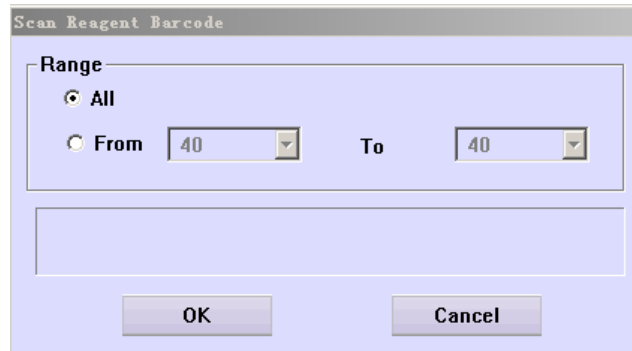 Scan Reagent Barcode
Range
All
From 40 To 40
OK Cancel